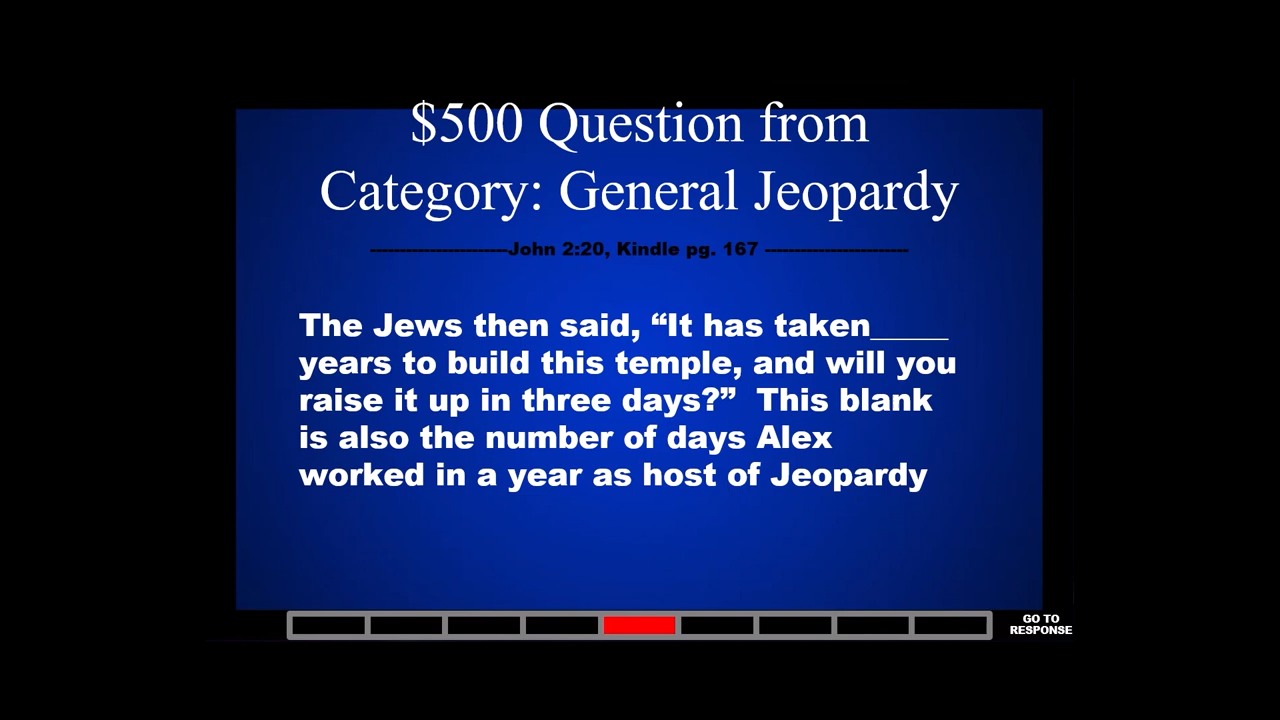 $500 Question from
Category: General Jeopardy
-----------------------John 2:20, Kindle pg. 167 ------------------------
The Jews then said, “It has taken_____
years to build this temple, and will you
raise it up in three days?”  This blank
is also the number of days Alex
worked in a year as host of Jeopardy
GO TO
RESPONSE